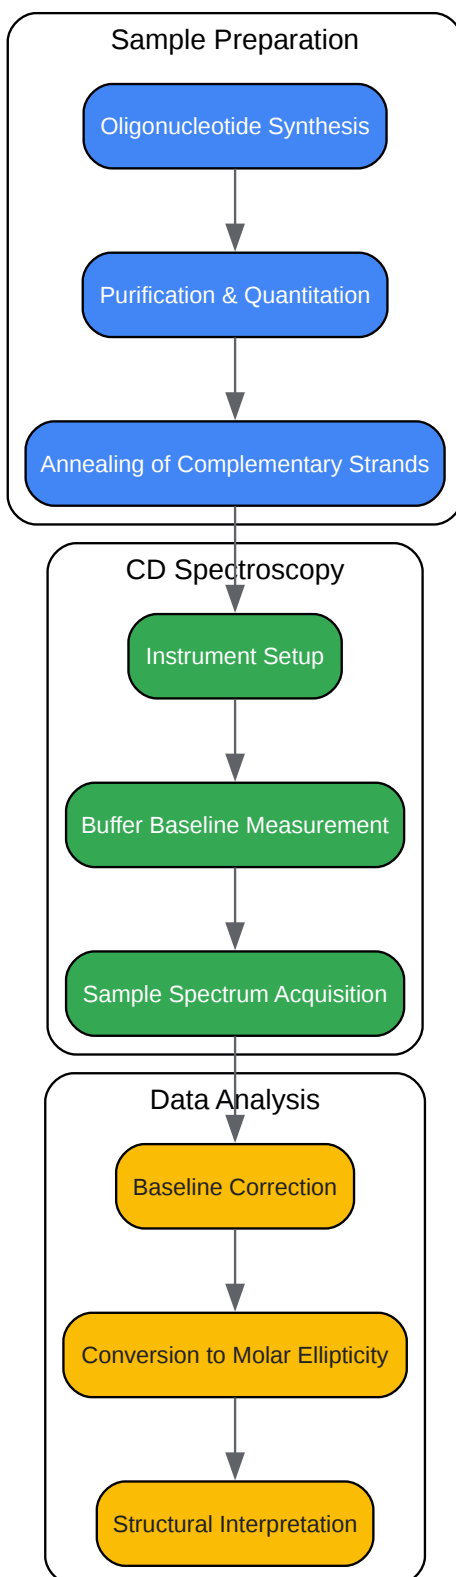 Sample Preparation
Oligonucleotide Synthesis
Purification & Quantitation
Annealing of Complementary Strands
CD Spectroscopy
Instrument Setup
Buffer Baseline Measurement
Sample Spectrum Acquisition
Data Analysis
Baseline Correction
Conversion to Molar Ellipticity
Structural Interpretation